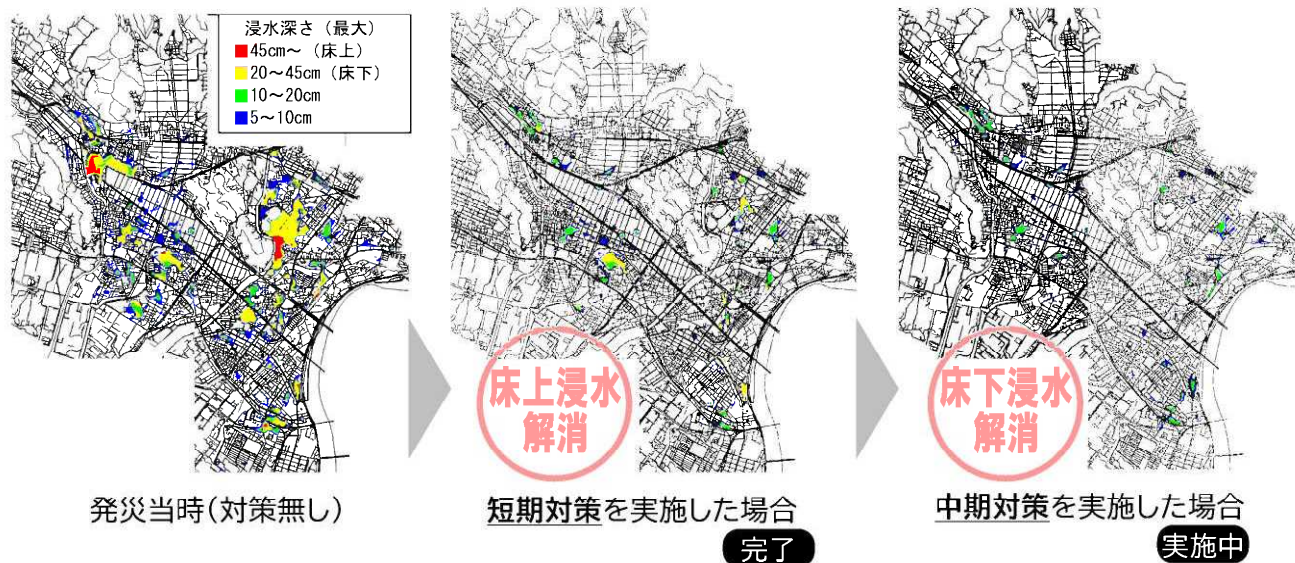 浸水深さ（最大）
45cm～（床上）
20～45cm（床下）
10～20cm
5～10cm
床上浸水
解消
床下浸水
解消
発災当時（対策無し）
短期対策を実施した場合
完了
中期対策を実施した場合
実施中